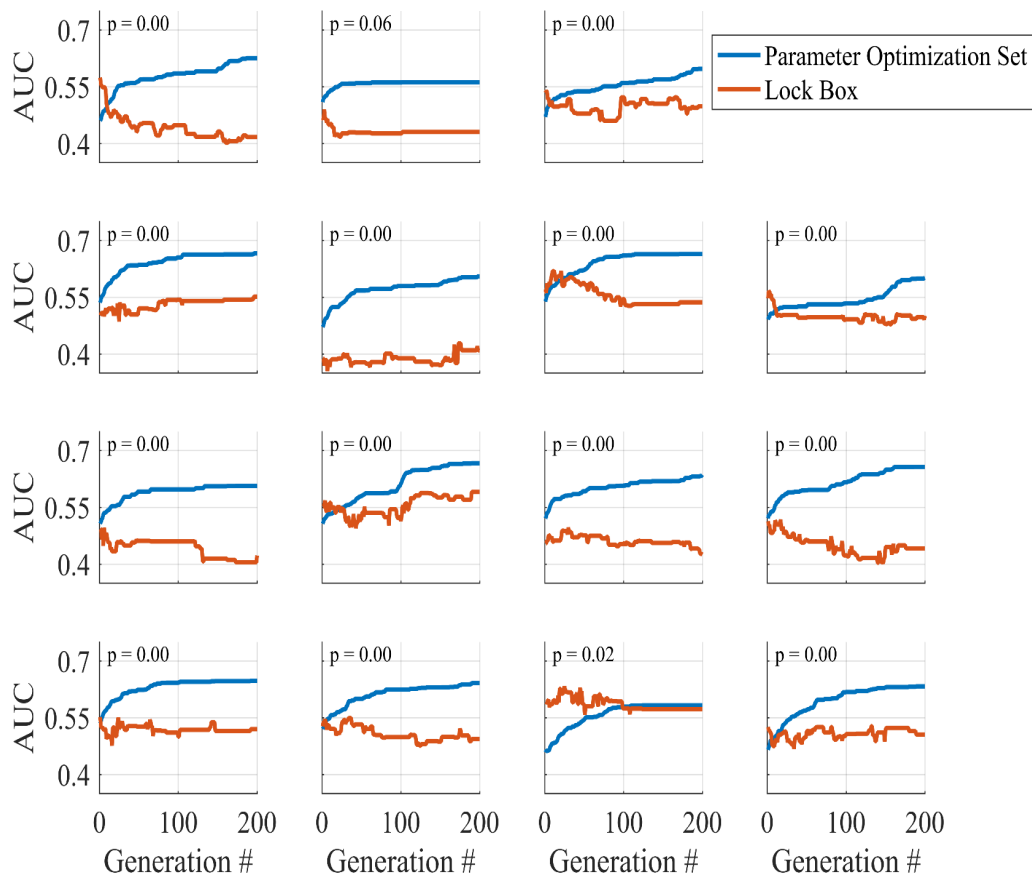 p = 0.00
p = 0.06
p = 0.00
0.7
0.55
0.4
AUC
Parameter Optimization Set
Lock Box
p = 0.00
p = 0.00
p = 0.00
p = 0.00
0.7
0.55
0.4
AUC
p = 0.00
p = 0.00
p = 0.00
p = 0.00
0.7
0.55
0.4
AUC
p = 0.00
p = 0.00
p = 0.02
p = 0.00
0.7
0.55
0.4
AUC
0 100 200
0 100 200
0 100 200
0 100 200
Generation #
Generation #
Generation #
Generation #